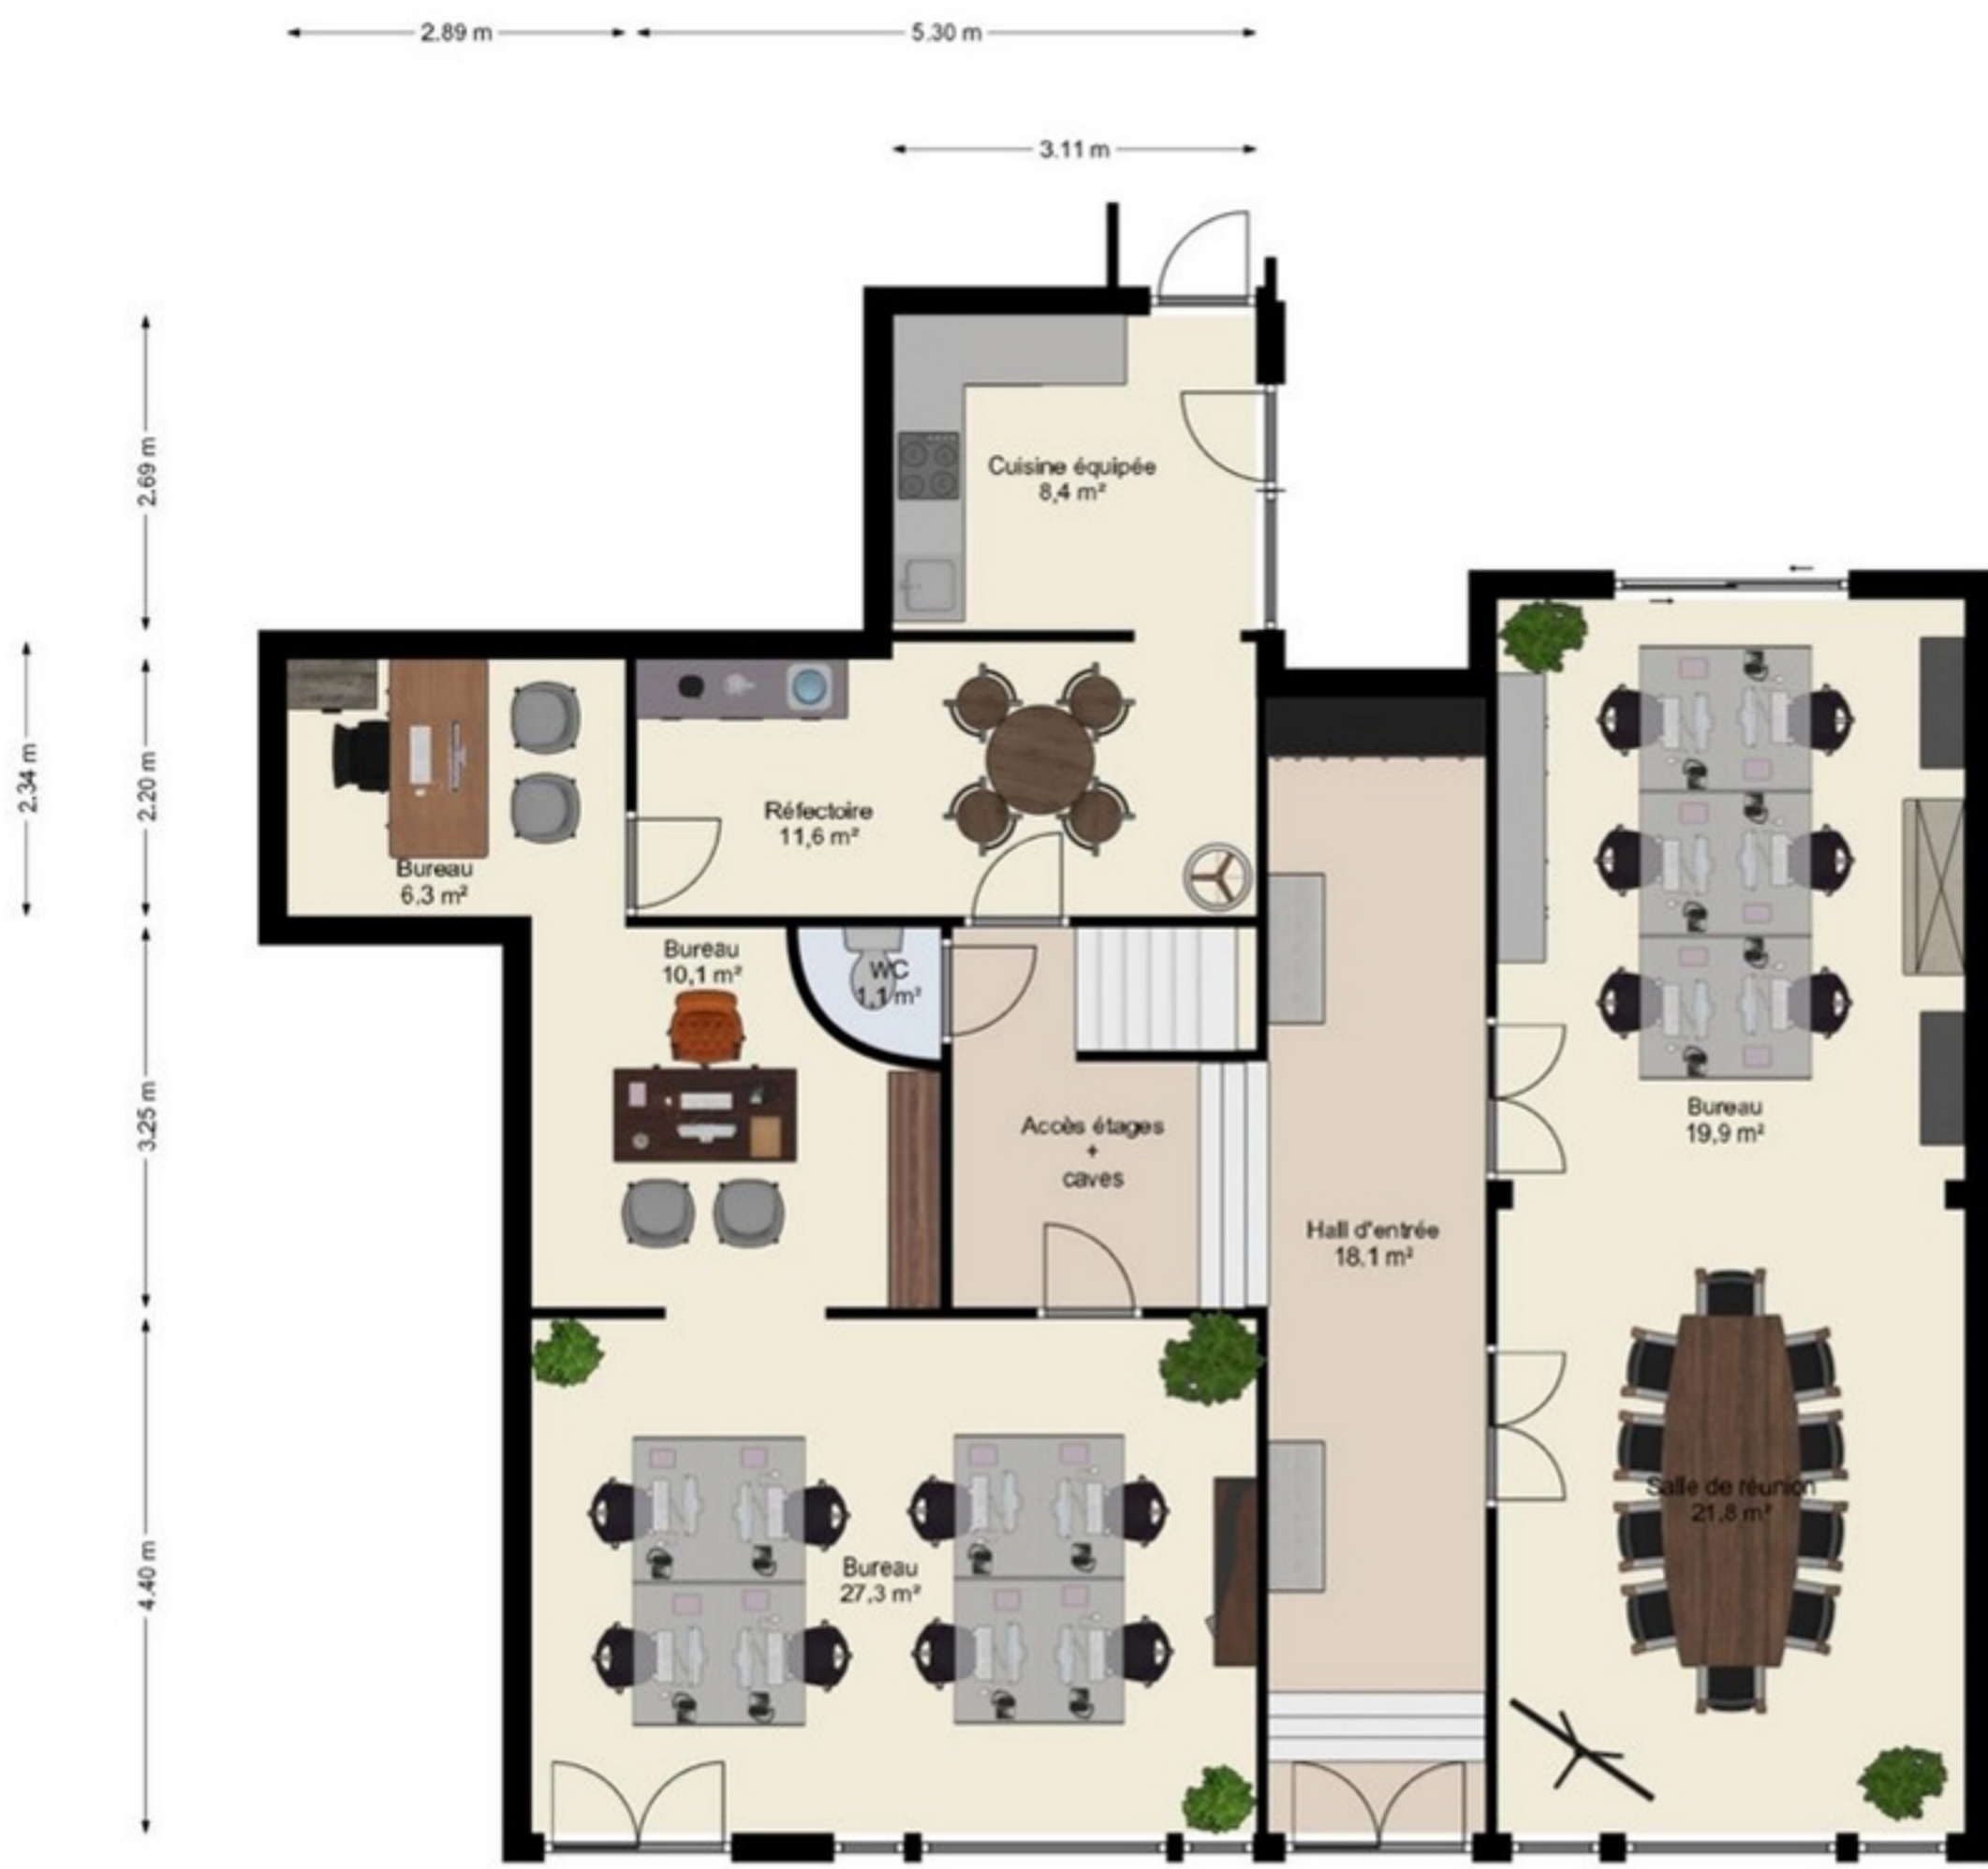 2.89 m
5.30 m
3.11 m
2.69 m
Cuisine équipée
8,4 m²
2.34 m
2.20 m
Réfectoire
11,6 m²
Bureau
6.3 m²
Bureau
10,1 m²
WC
1,1 m²
3.25 m
Accès étages
+
caves
Bureau
19,9 m²
Hall d'entrée
18.1 m²
Salle de réunion
21,8 m²
4.40 m
Bureau
27,3 m²